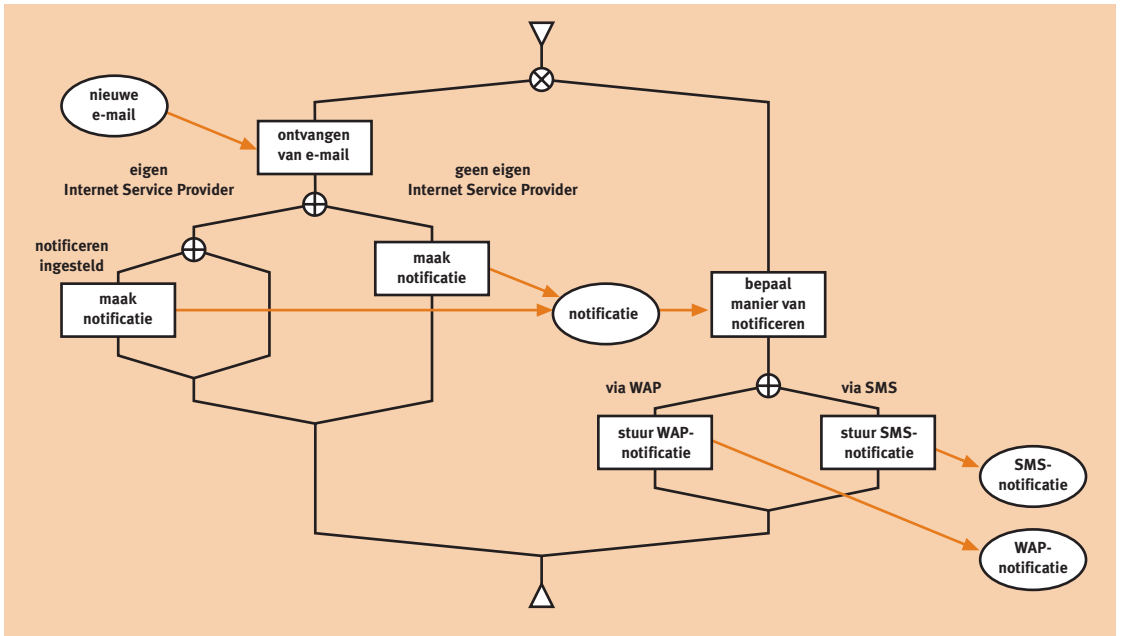 nieuwe
e-mail
ontvangen
van e-mail
eigen
Internet Service Provider
geen eigen
Internet Service Provider
notificeren
ingesteld
maak
notificatie
maak
notificatie
notificatie
bepaal
manier van
notificeren
via WAP
via SMS
stuur WAP-
notificatie
stuur SMS-
notificatie
SMS-
notificatie
WAP-
notificatie